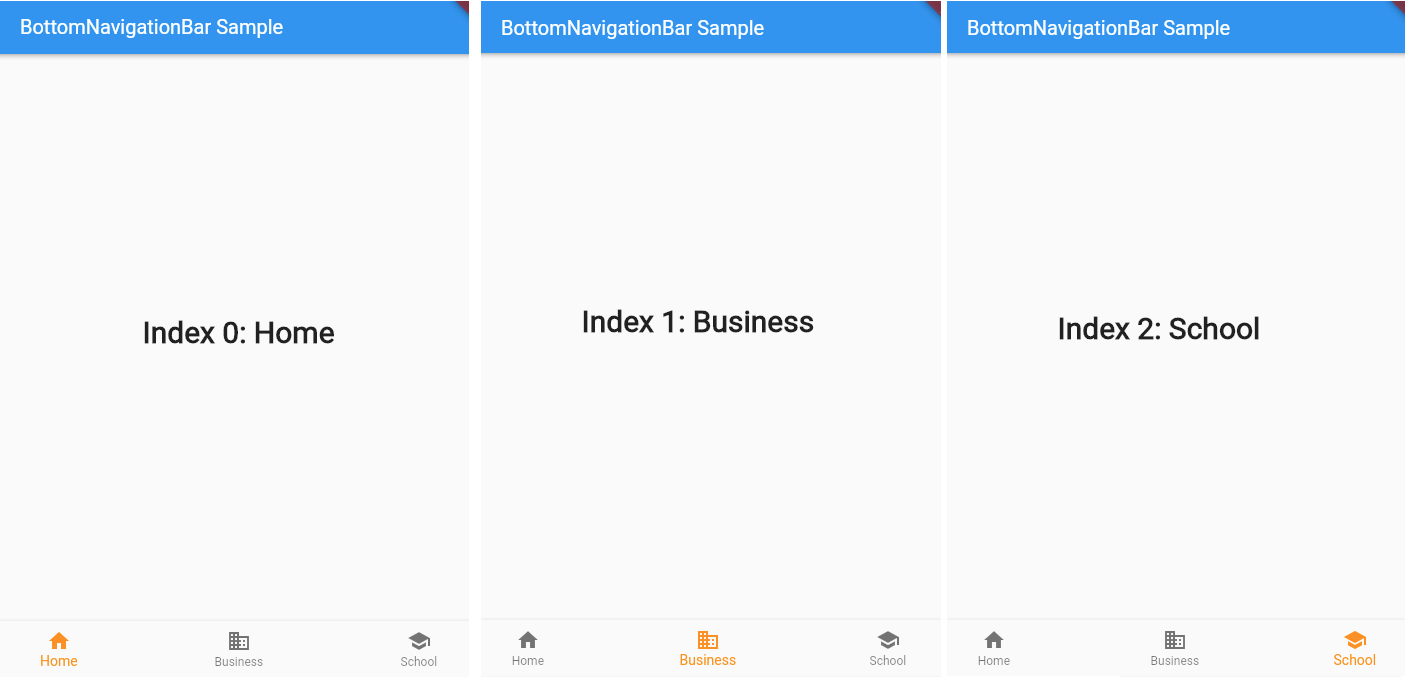 BottomNavigationBar Sample
Index 0: Home
Home Business School
BottomNavigationBar Sample
Index 1: Business
Home Business School
BottomNavigationBar Sample
Index 2: School
Home Business School